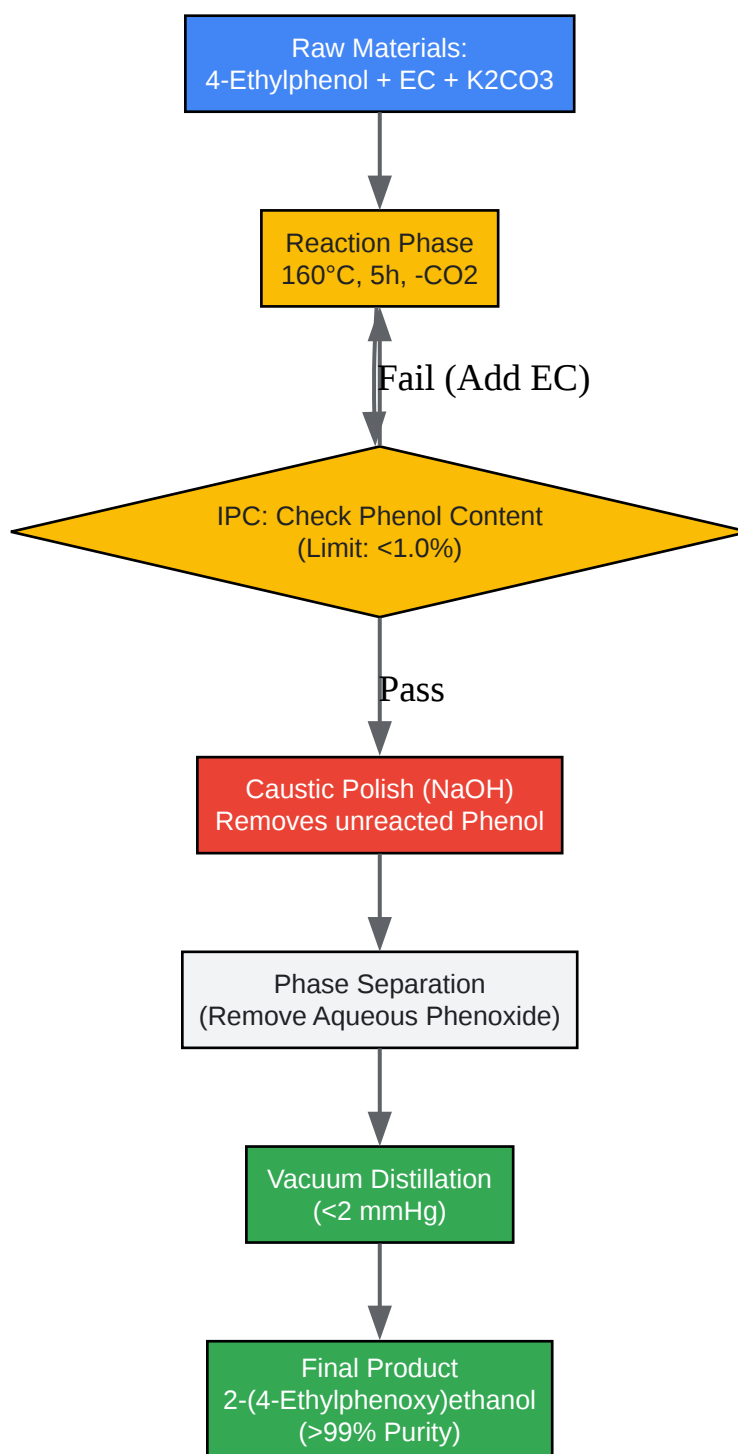 Raw Materials:
4-Ethylphenol + EC + K2CO3
Reaction Phase
160°C, 5h, -CO2
Fail (Add EC)
IPC: Check Phenol Content
(Limit: <1.0%)
Pass
Caustic Polish (NaOH)
Removes unreacted Phenol
Phase Separation
(Remove Aqueous Phenoxide)
Vacuum Distillation
(<2 mmHg)
Final Product
2-(4-Ethylphenoxy)ethanol
(>99% Purity)